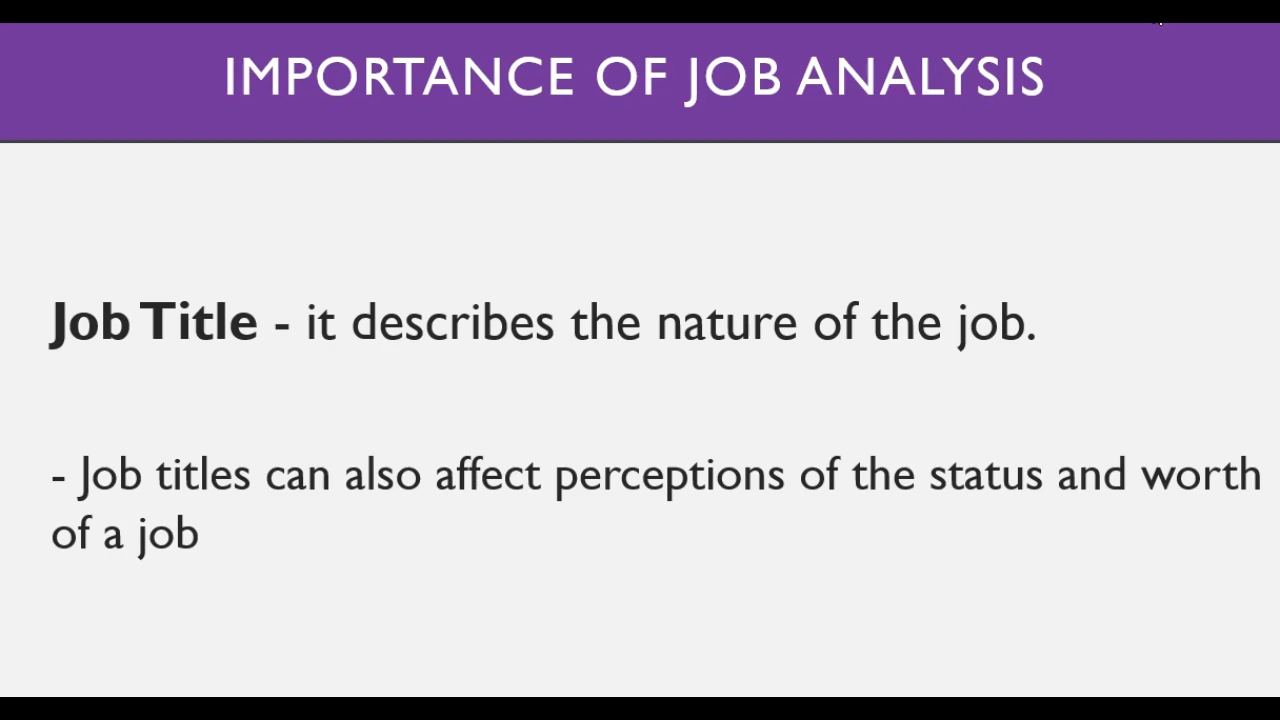 IMPORTANCE OF JOB ANALYSIS
Job Title - it describes the nature of the job.
- Job titles can also affect perceptions of the status and worth
of a job